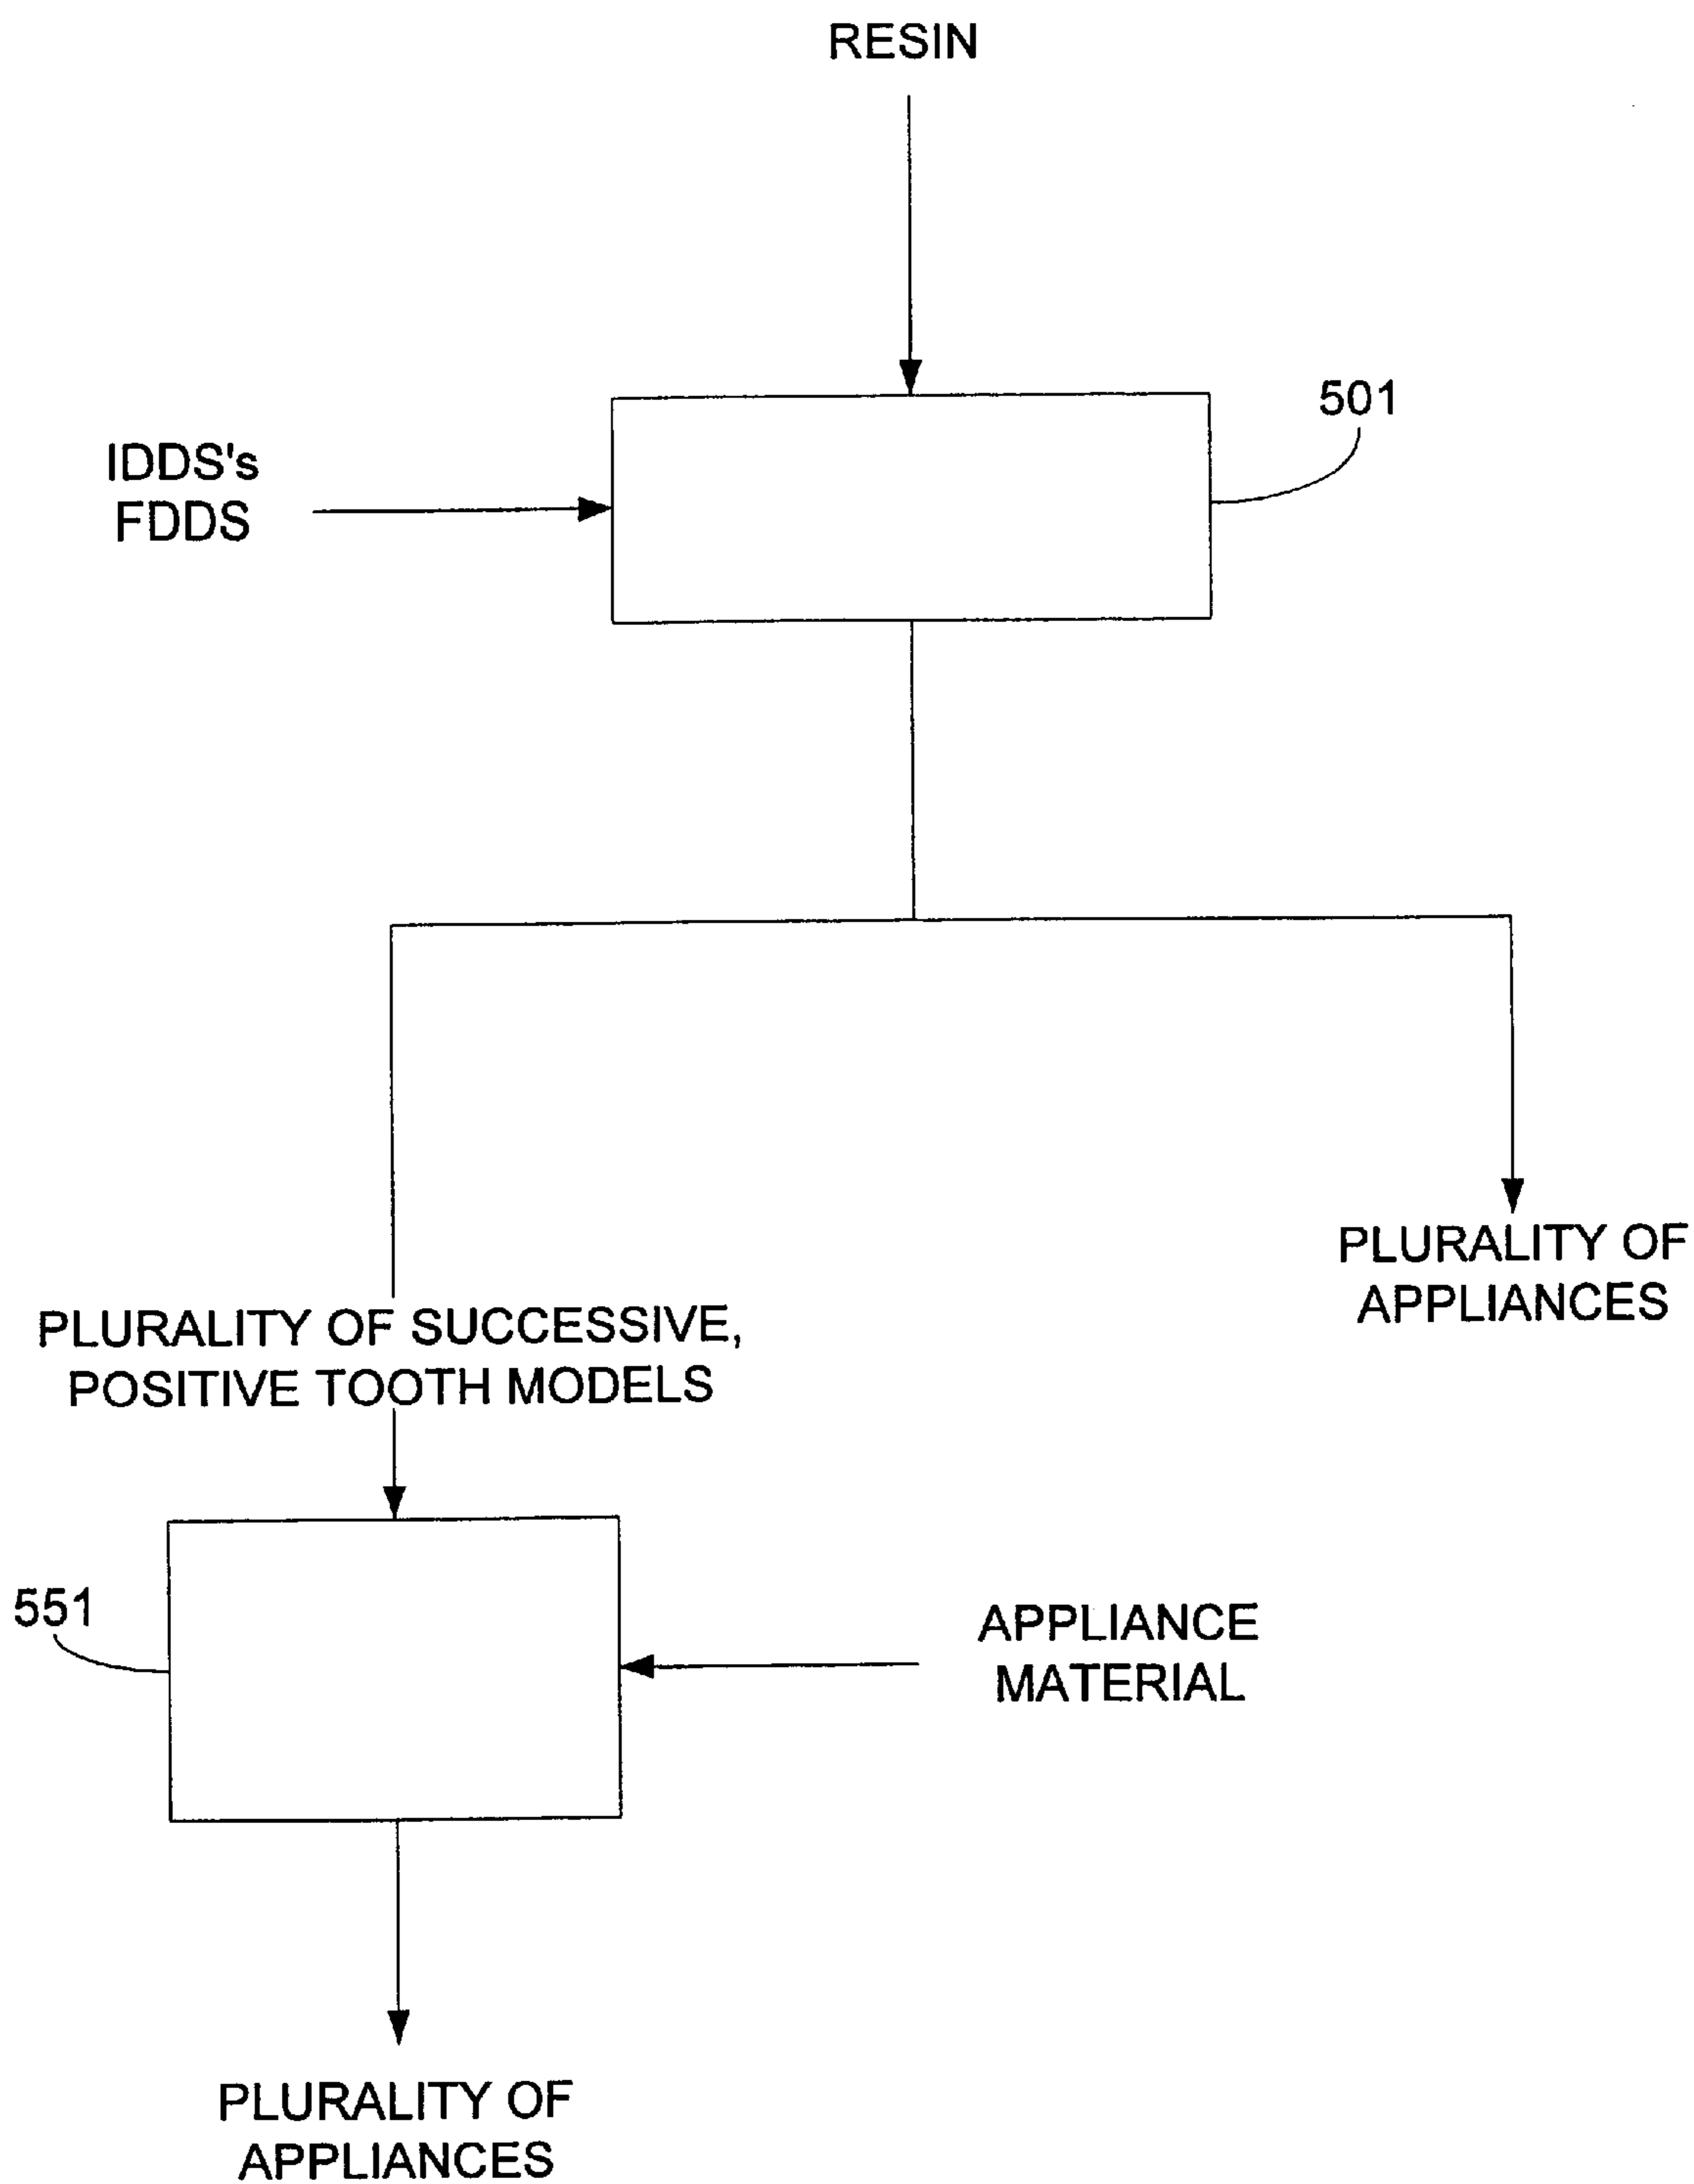 RESIN
501
IDDS's
FDDS
PLURALITY OF
APPLIANCES
PLURALITY OF SUCCESSIVE,
POSITIVE TOOTH MODELS
551
APPLIANCE
MATERIAL
PLURALITY OF
APPLIANCES